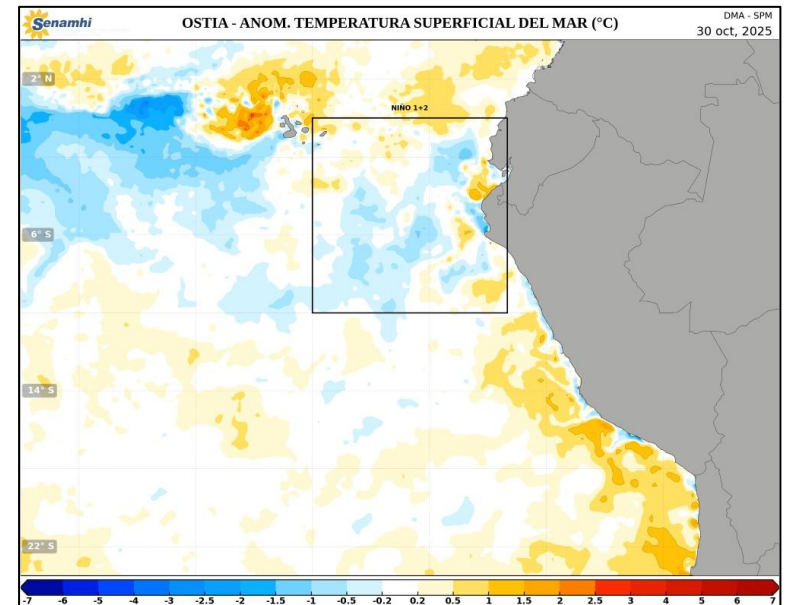 Senamhi
OSTIA - ANOM. TEMPERATURA SUPERFICIAL DEL MAR (°C)
DMA - SPM
30 oct, 2025
2° N
NIÑO 1+2
6° S
14° S
22° S
-7 -6 -5 -4 -3 -2.5 -2 -1.5 -1 -0.5 -0.2 0.2 0.5 1 1.5 2 2.5 3 4 5 6 7